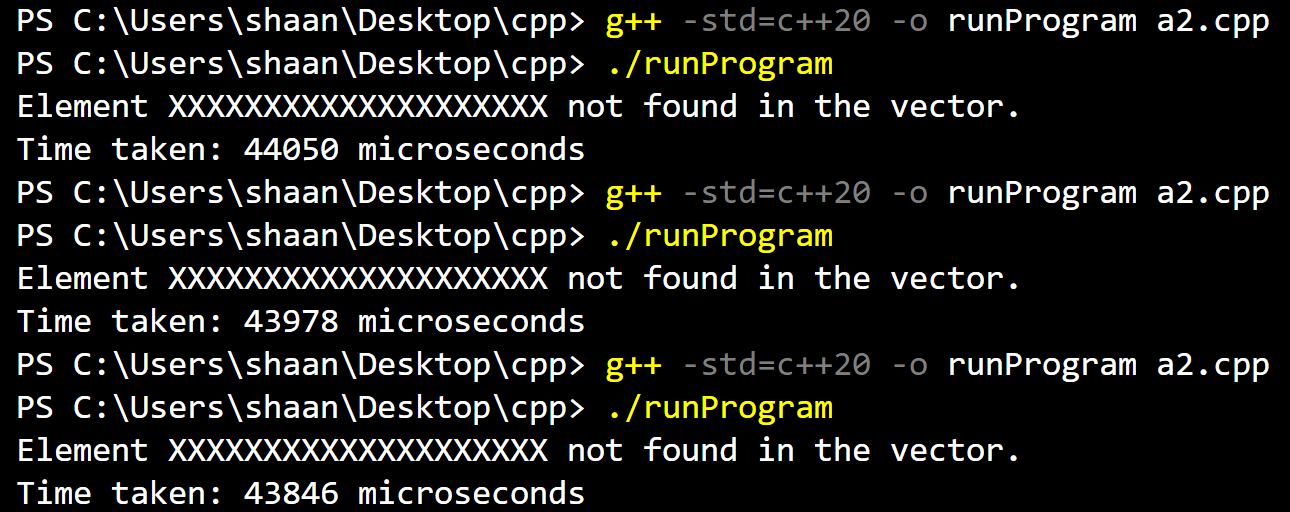 PS C:\Users\shaan\Desktop\cpp> g++ -std=c++20 -o runProgram a2.cpp
PS C:\Users\shaan\Desktop\cpp> ./runProgram
Element XXXXXXXXXXXXXXXXXXXX not found in the vector.
Time taken: 44050 microseconds
PS C:\Users\shaan\Desktop\cpp> g++ -std=c++20 -o runProgram a2.cpp
PS C:\Users\shaan\Desktop\cpp> ./runProgram
Element XXXXXXXXXXXXXXXXXXXX not found in the vector.
Time taken: 43978 microseconds
PS C:\Users\shaan\Desktop\cpp> g++ -std=c++20 -o runProgram a2.cpp
PS C:\Users\shaan\Desktop\cpp> ./runProgram
Element XXXXXXXXXXXXXXXXXXXX not found in the vector.
Time taken: 43846 microseconds